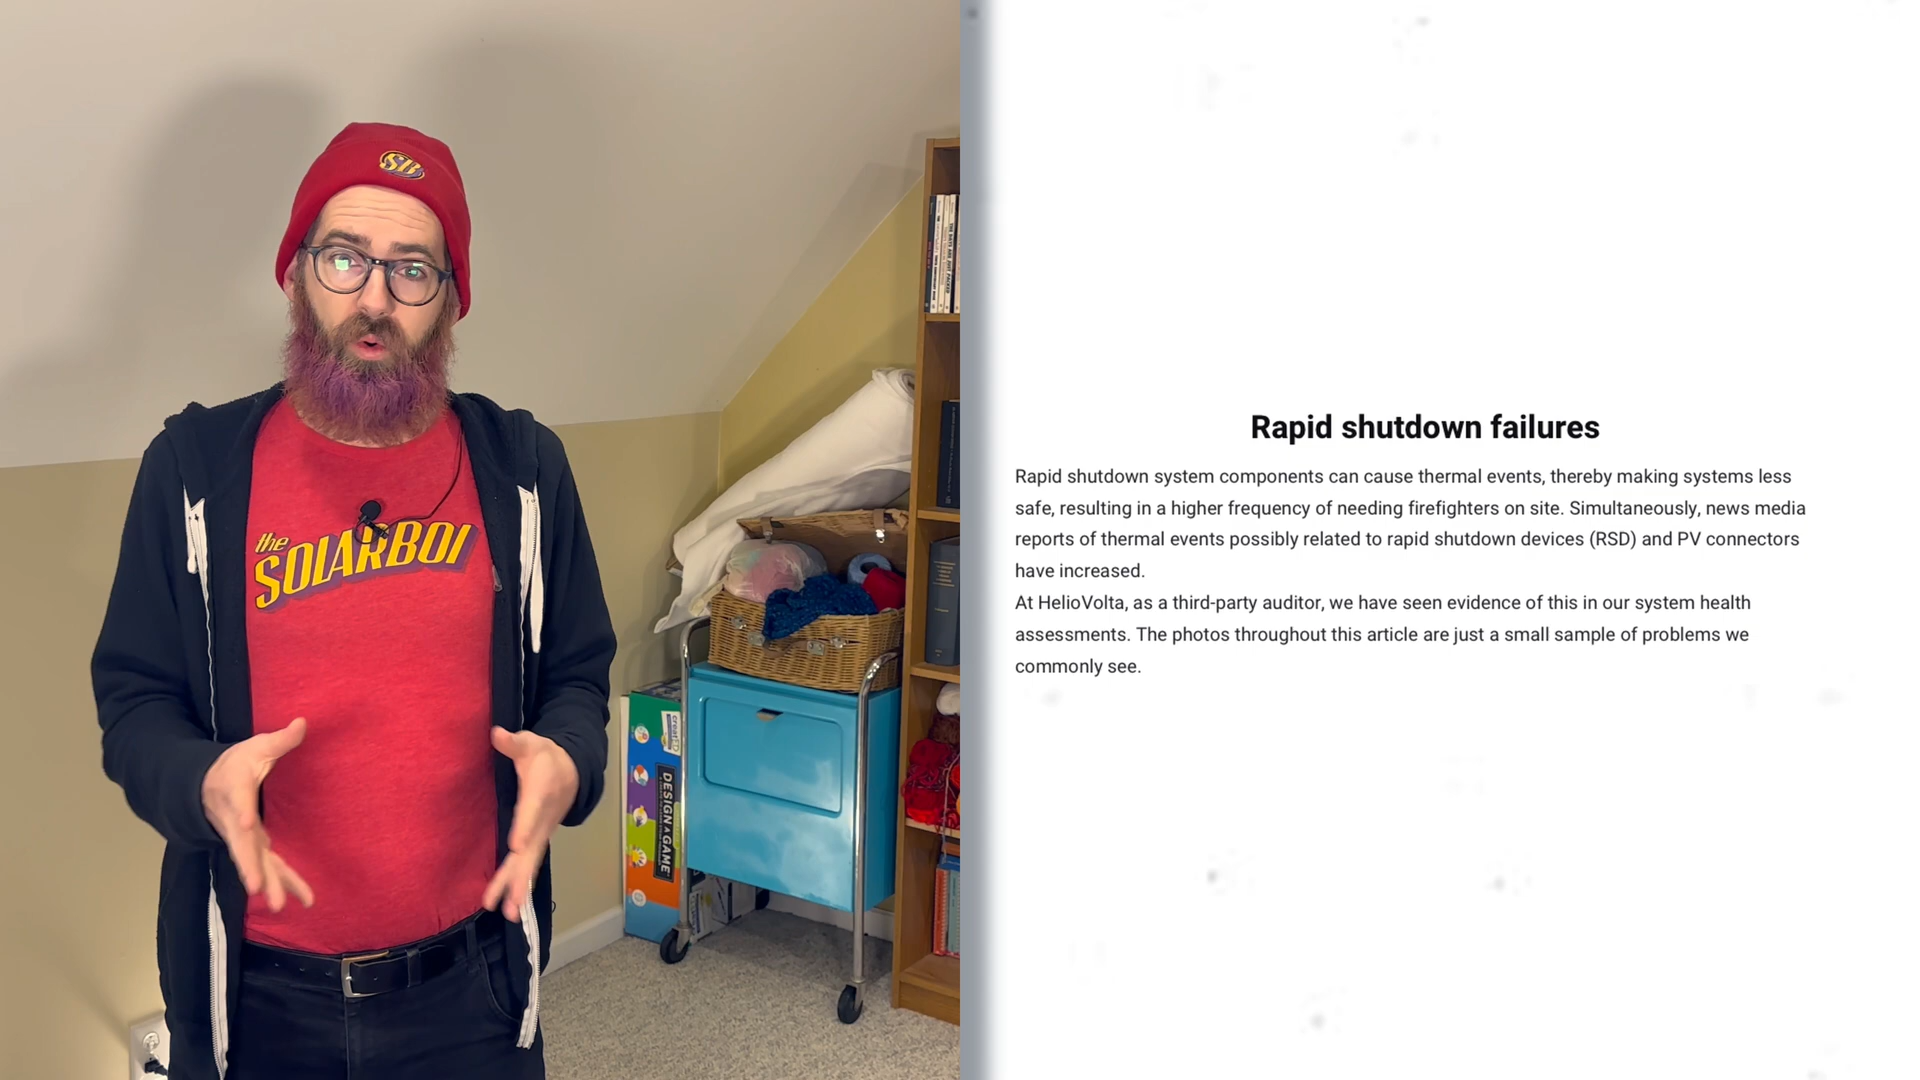 SB
the
SOLARBOI
DESIGN A GAME
Rapid shutdown failures
Rapid shutdown system components can cause thermal events, thereby making systems less
safe, resulting in a higher frequency of needing firefighters on site. Simultaneously, news media
reports of thermal events possibly related to rapid shutdown devices (RSD) and PV connectors
have increased.
At HelioVolta, as a third-party auditor, we have seen evidence of this in our system health
assessments. The photos throughout this article are just a small sample of problems we
commonly see.